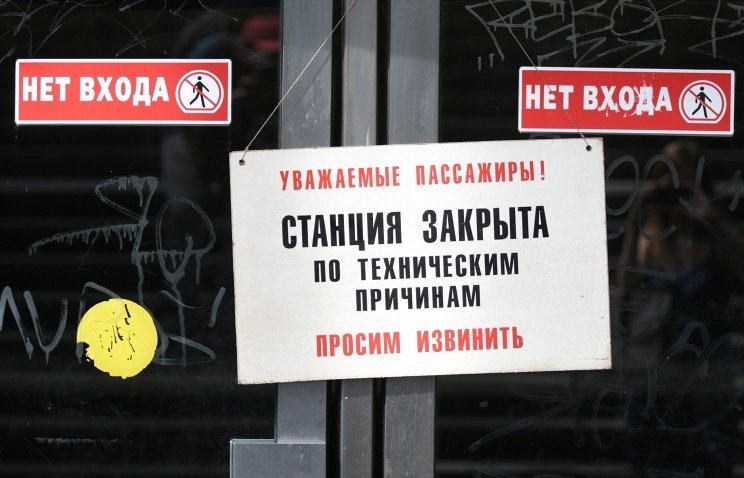 НЕТ ВХОДА
НЕТ ВХОДА
УВАЖАЕМЫЕ ПАССАЖИРЫ!
СТАНЦИЯ ЗАКРЫТА
ПО ТЕХНИЧЕСКИМ
ПРИЧИНАМ
ПРОСИМ ИЗВИНИТЬ